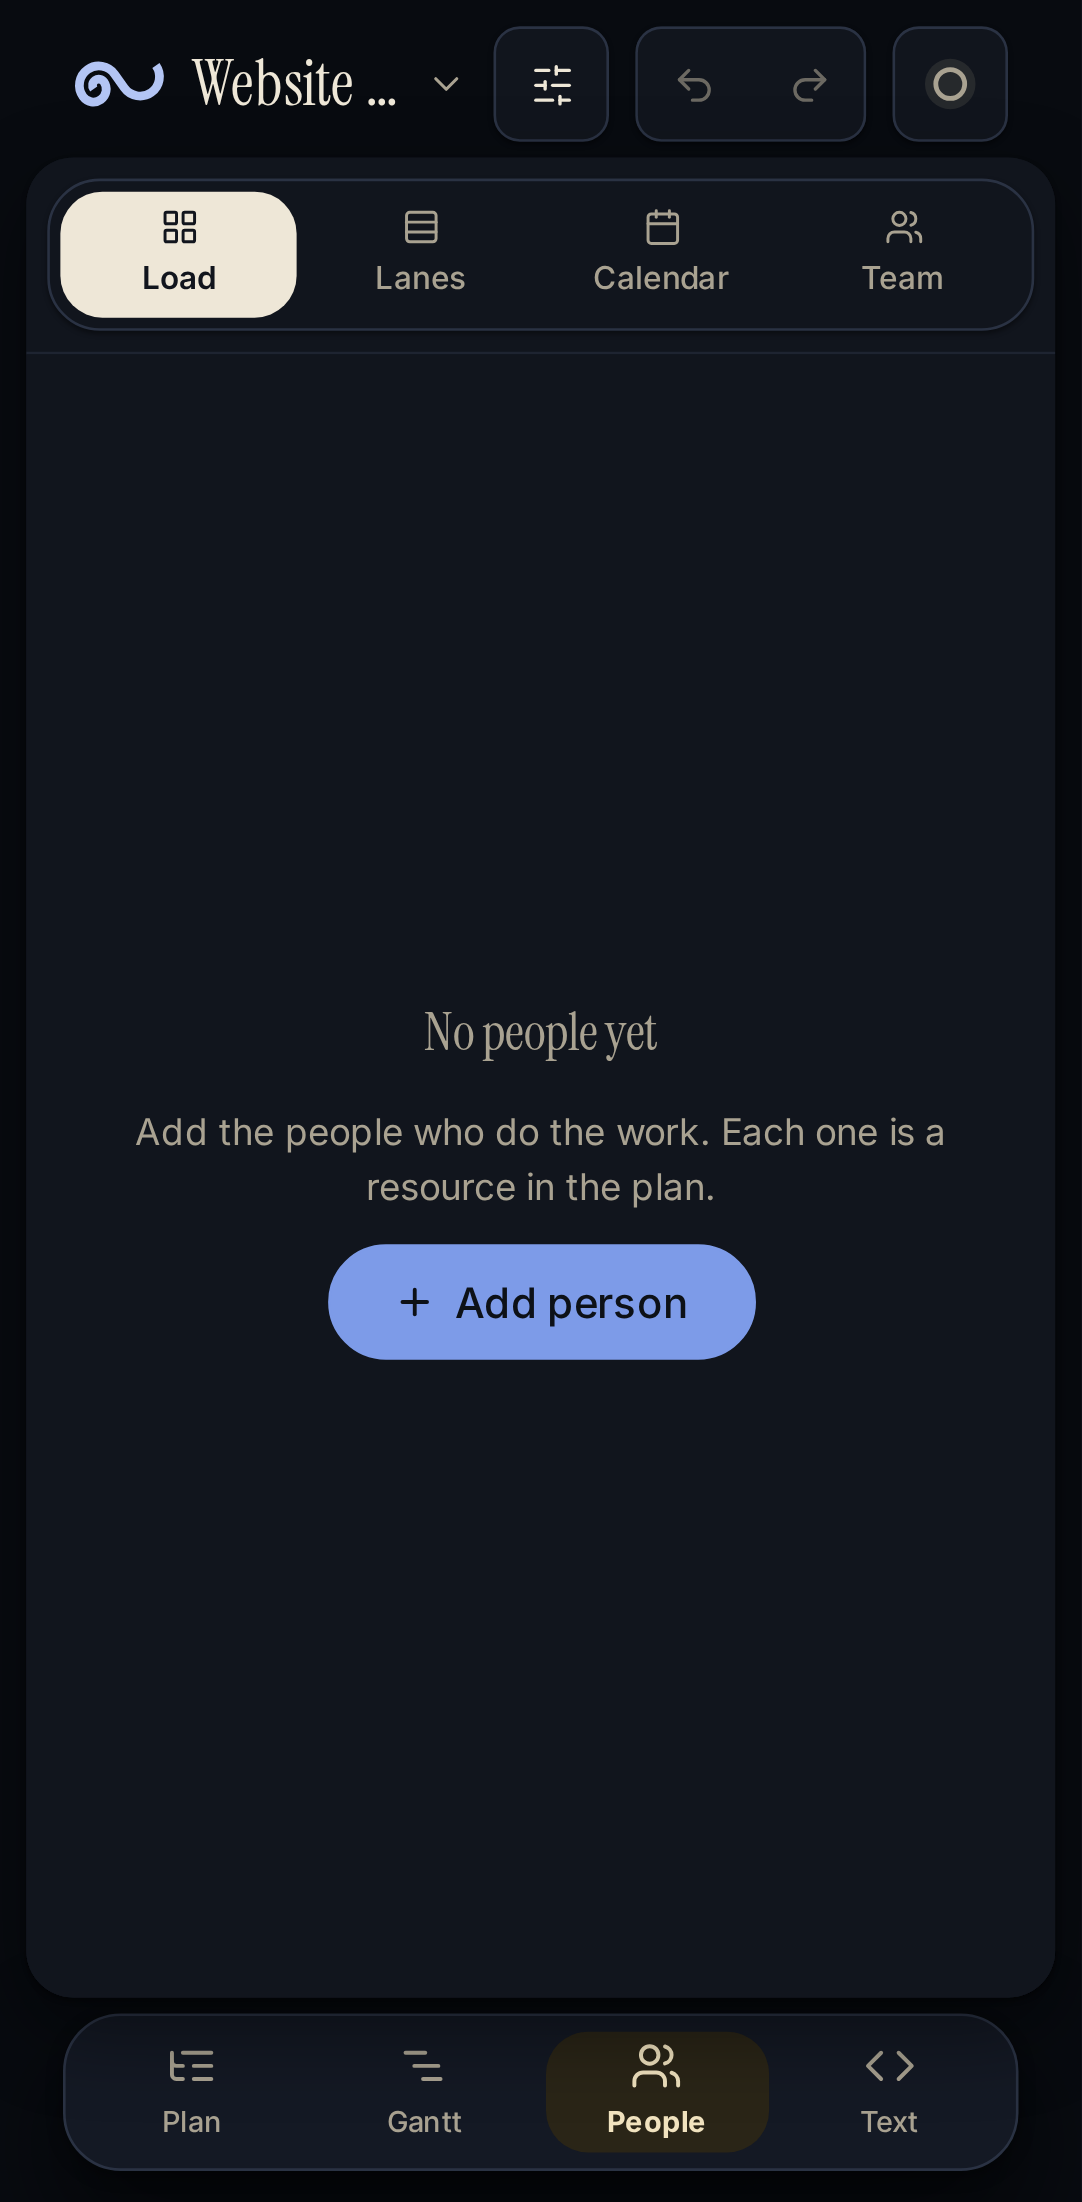 Website ...
Load
Lanes
Calendar
Team
No people yet
Add the people who do the work. Each one is a
resource in the plan.
Add person
Plan
Gantt
People
Text